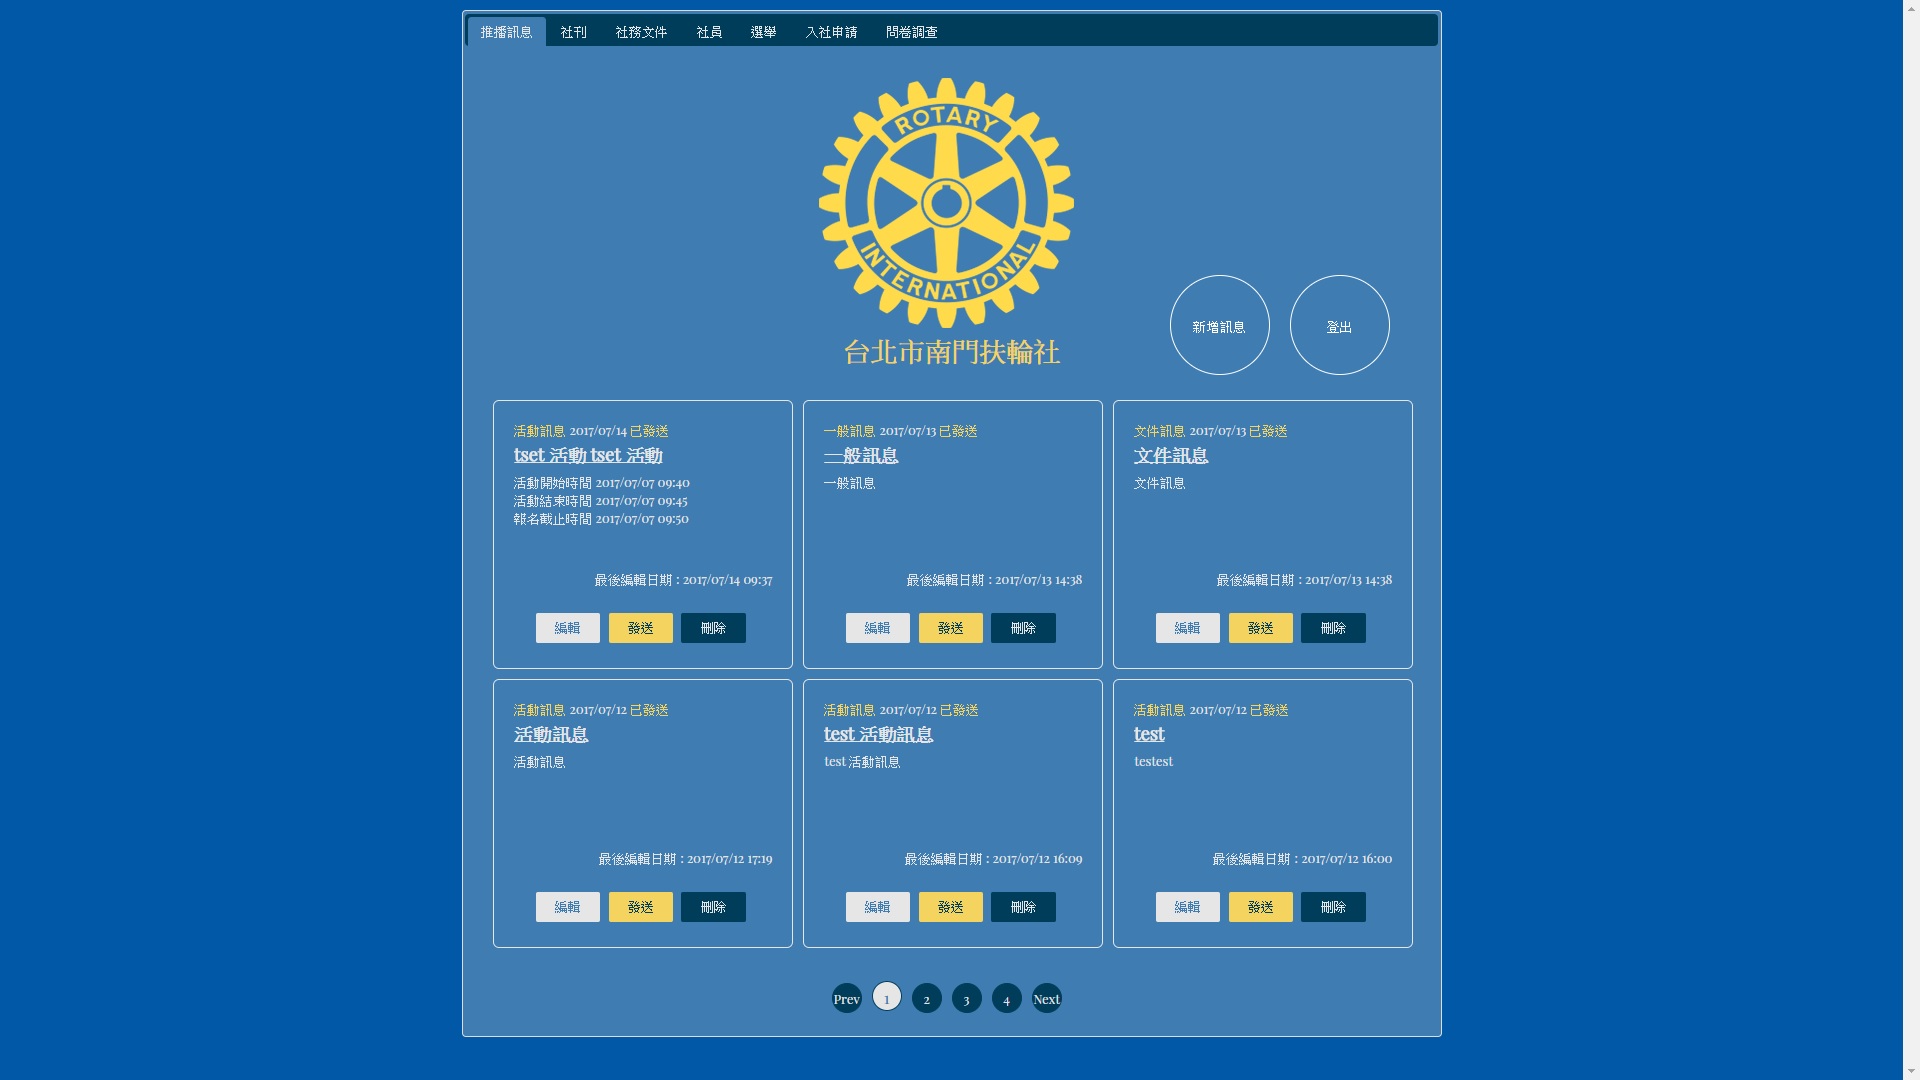 推播訊息 社刊 社務文件 社員 選舉 入社申請 問卷調查
ROTARY
INTERNATIONAL
台北市南門扶輪社
新增訊息 登出
活動訊息 2017/07/14 已發送
tset 活動 tset 活動
活動開始時間 2017/07/07 09:40
活動結束時間 2017/07/07 09:45
報名截止時間 2017/07/07 09:50
最後編輯日期 : 2017/07/14 09:37
編輯 發送 刪除
一般訊息 2017/07/13 已發送
一般訊息
一般訊息
最後編輯日期 : 2017/07/13 14:38
編輯 發送 刪除
文件訊息 2017/07/13 已發送
文件訊息
文件訊息
最後編輯日期 : 2017/07/13 14:38
編輯 發送 刪除
活動訊息 2017/07/12 已發送
活動訊息
活動訊息
最後編輯日期 : 2017/07/12 17:19
編輯 發送 刪除
活動訊息 2017/07/12 已發送
test 活動訊息
test 活動訊息
最後編輯日期 : 2017/07/12 16:09
編輯 發送 刪除
活動訊息 2017/07/12 已發送
test
testest
最後編輯日期 : 2017/07/12 16:00
編輯 發送 刪除
Prev 1 2 3 4 Next